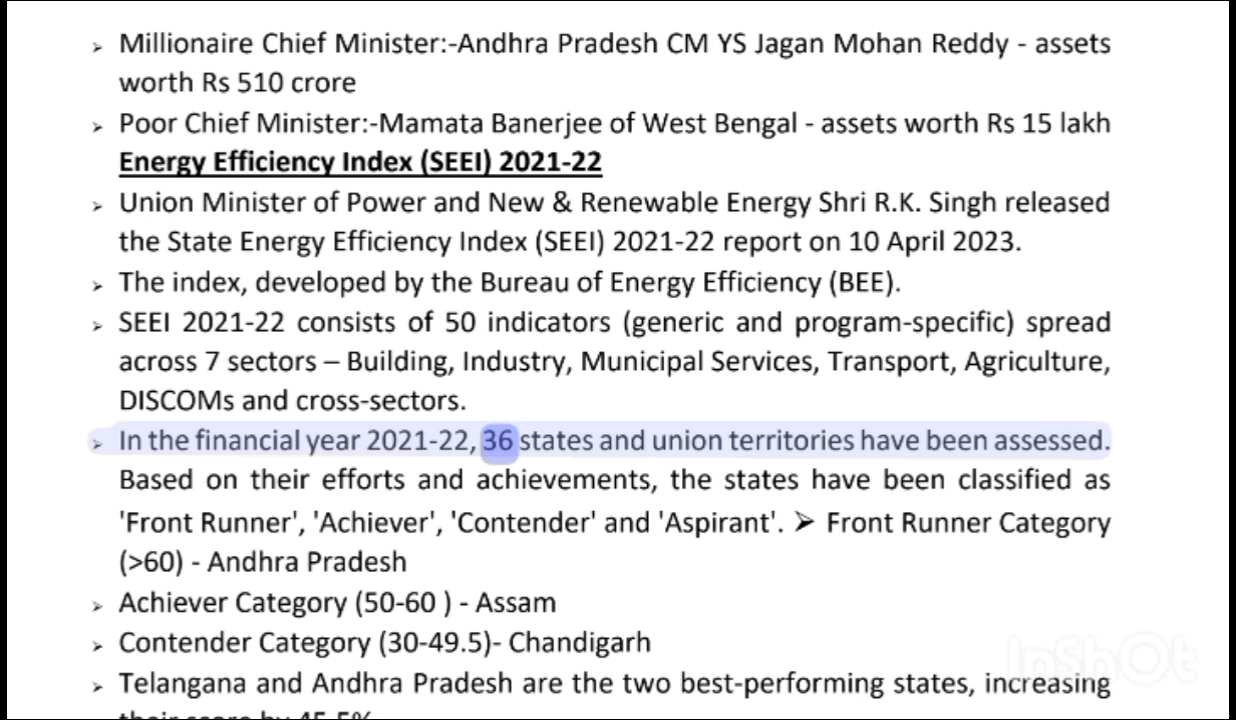 ➢ Millionaire Chief Minister:-Andhra Pradesh CM YS Jagan Mohan Reddy - assets
worth Rs 510 crore
➢ Poor Chief Minister:-Mamata Banerjee of West Bengal - assets worth Rs 15 lakh
Energy Efficiency Index (SEEI) 2021-22
➢ Union Minister of Power and New & Renewable Energy Shri R.K. Singh released
the State Energy Efficiency Index (SEEI) 2021-22 report on 10 April 2023.
➢ The index, developed by the Bureau of Energy Efficiency (BEE).
➢ SEEI 2021-22 consists of 50 indicators (generic and program-specific) spread
across 7 sectors – Building, Industry, Municipal Services, Transport, Agriculture,
DISCOMs and cross-sectors.
➢ In the financial year 2021-22, 36 states and union territories have been assessed.
Based on their efforts and achievements, the states have been classified as
'Front Runner', 'Achiever', 'Contender' and 'Aspirant'. ➢ Front Runner Category
(>60) - Andhra Pradesh
➢ Achiever Category (50-60 ) - Assam
➢ Contender Category (30-49.5)- Chandigarh
➢ Telangana and Andhra Pradesh are the two best-performing states, increasing
their score by 45.5%
InShOt